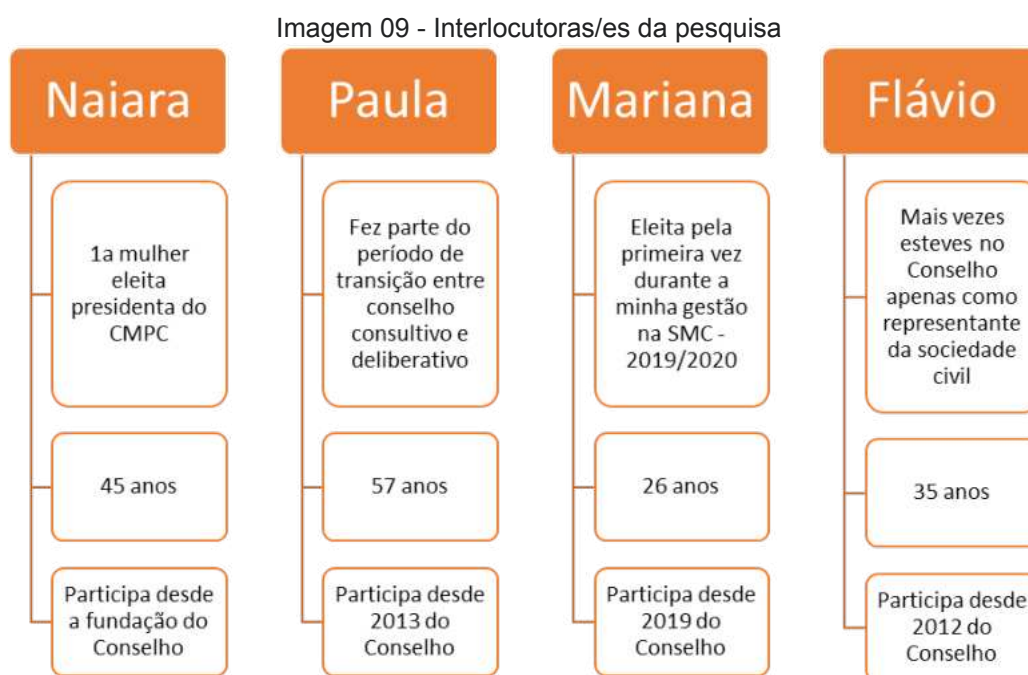 Imagem 09 - Interlocutoras/es da pesquisa
Naiara
1a mulher
eleita
presidenta do
CMPC
45 anos
Participa desde
a fundação do
Conselho
Paula
Fez parte do
período de
transição entre
conselho
consultivo e
deliberativo
57 anos
Participa desde
2013 do
Conselho
Mariana
Eleita pela
primeira vez
durante a
minha gestão
na SMC -
2019/2020
26 anos
Participa desde
2019 do
Conselho
Flávio
Mais vezes
esteves no
Conselho
apenas como
representante
da sociedade
civil
35 anos
Participa desde
2012 do
Conselho